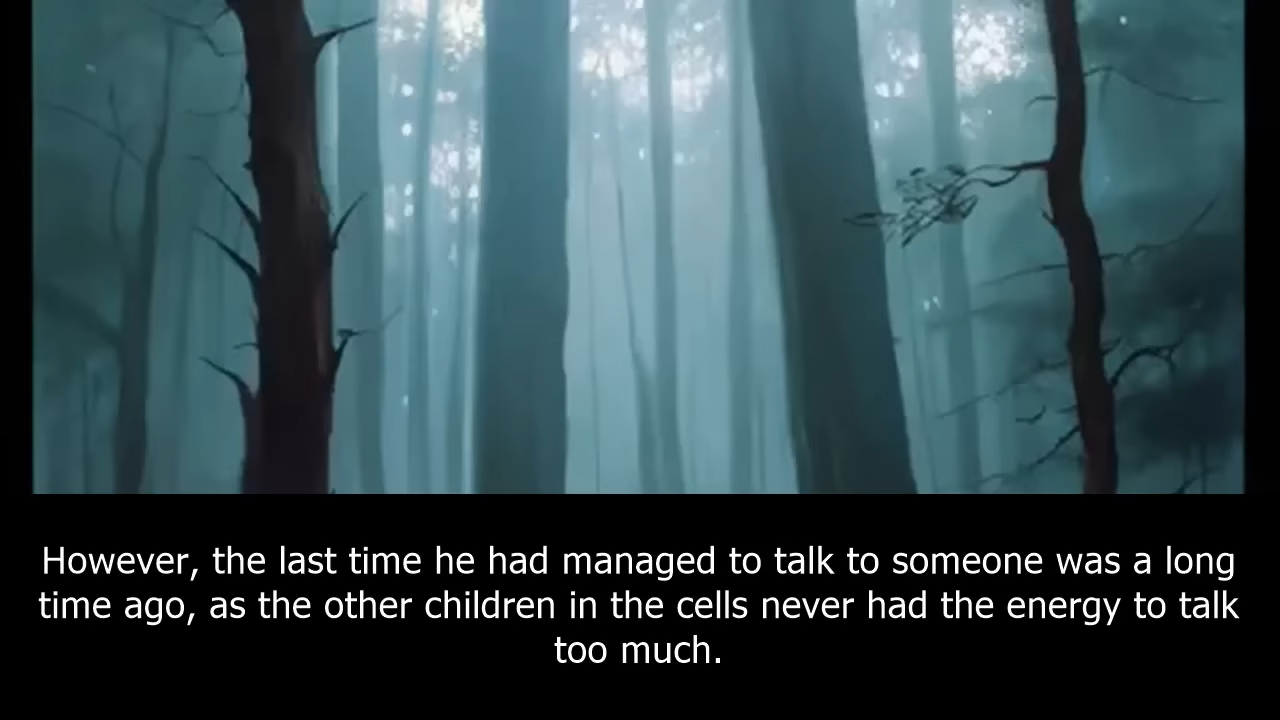 However, the last time he had managed to talk to someone was a long
time ago, as the other children in the cells never had the energy to talk
too much.